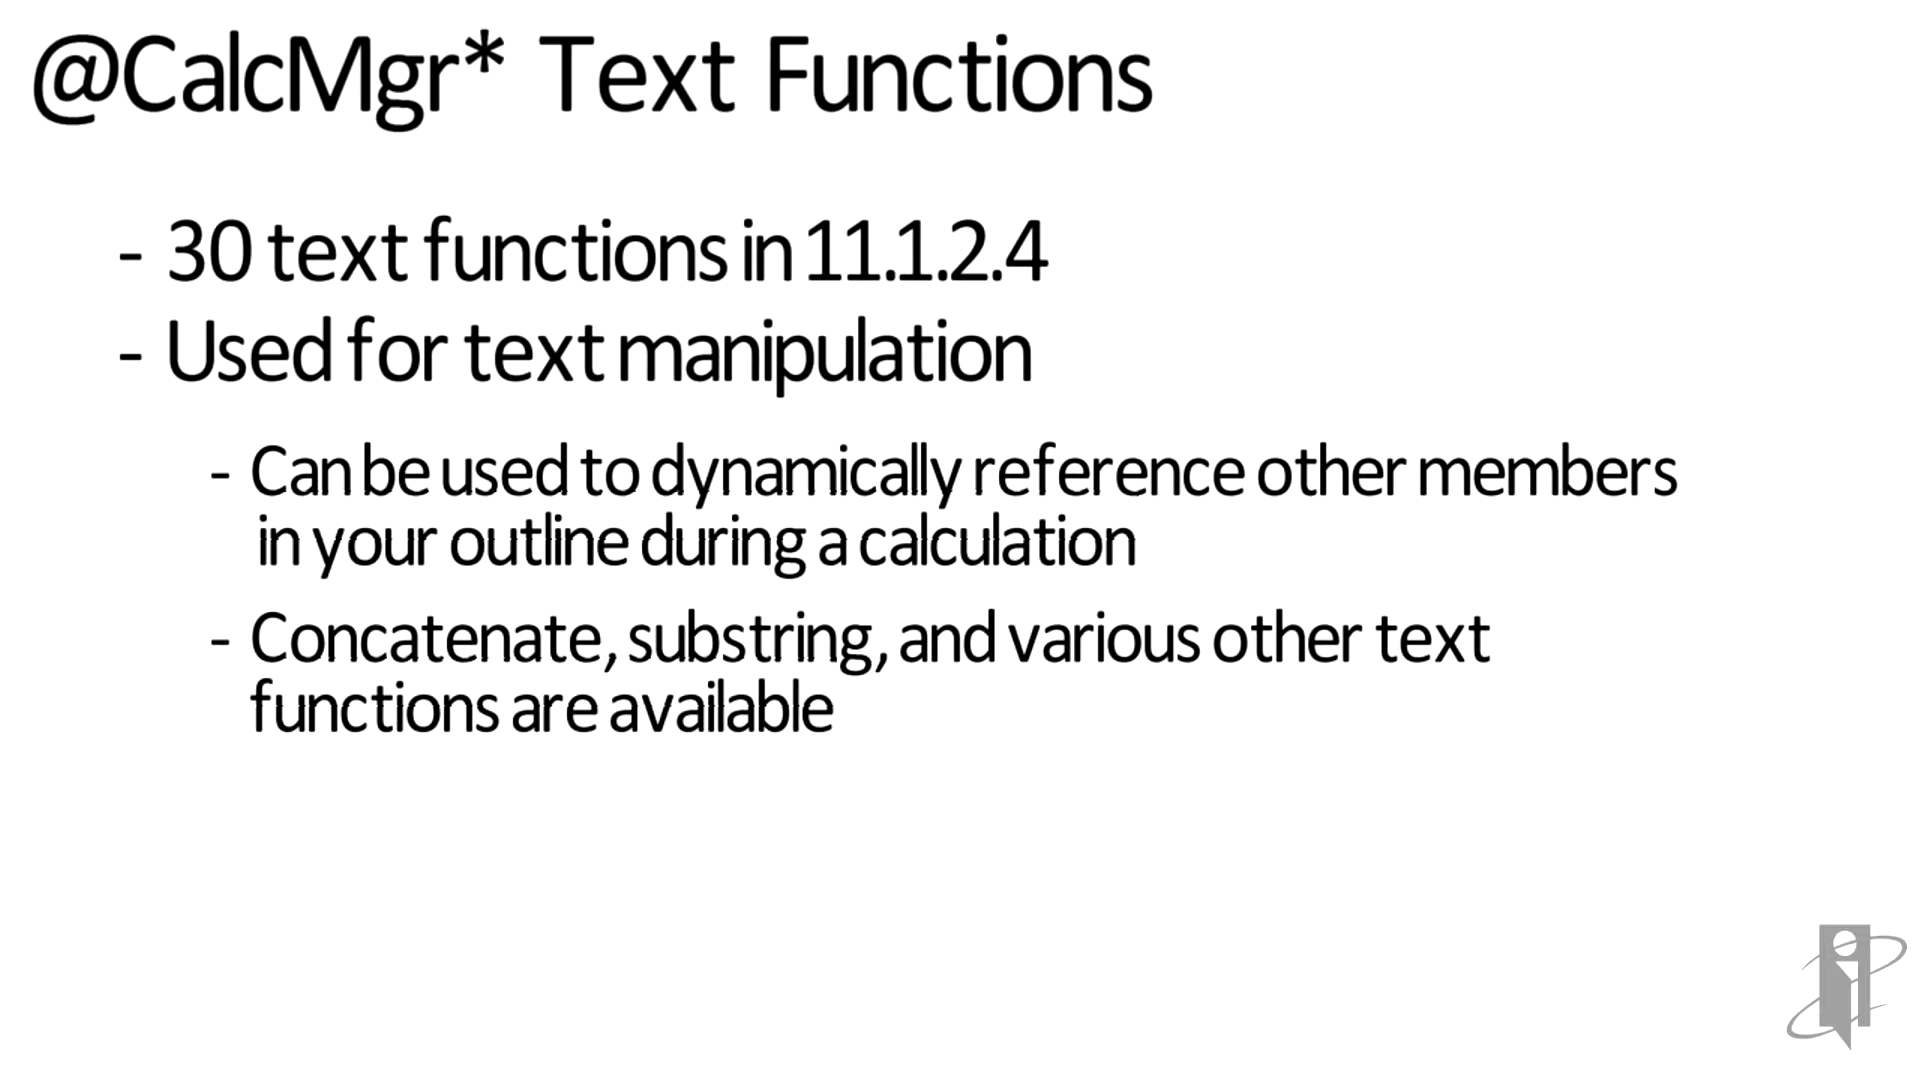 @CalcMgr* Text Functions
- 30 text functions in 11.1.2.4
- Used for text manipulation
- Can be used to dynamically reference other members
in your outline during a calculation
- Concatenate, substring, and various other text
functions are available